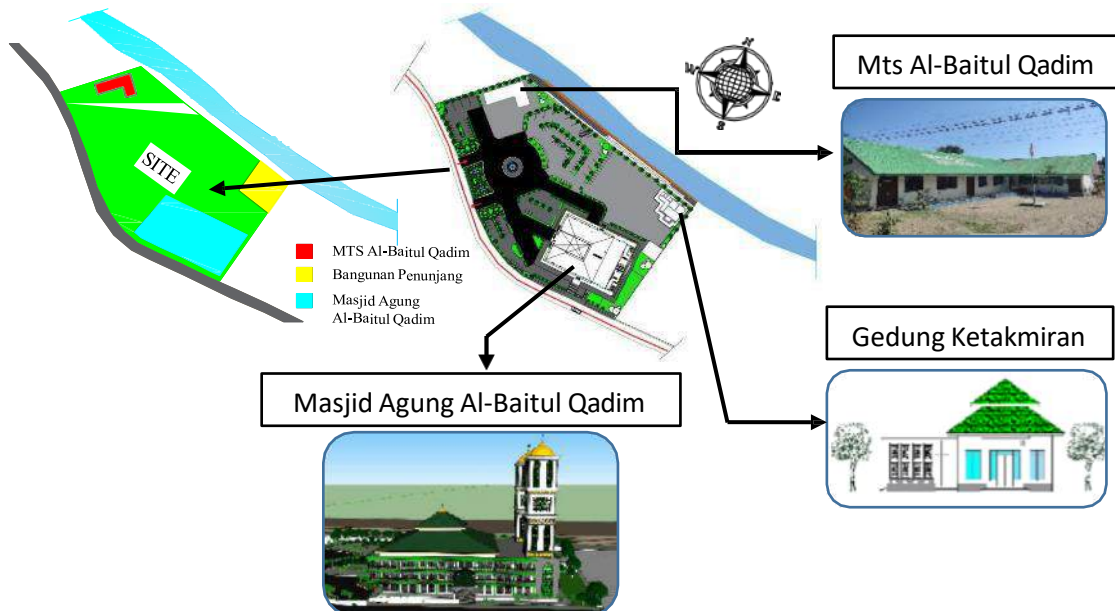 SITE
MTS Al-Baitul Qadim
Bangunan Penunjang
Masjid Agung
Al-Baitul Qadim
N
W
E
S
Mts Al-Baitul Qadim
Gedung Ketakmiran
Masjid Agung Al-Baitul Qadim